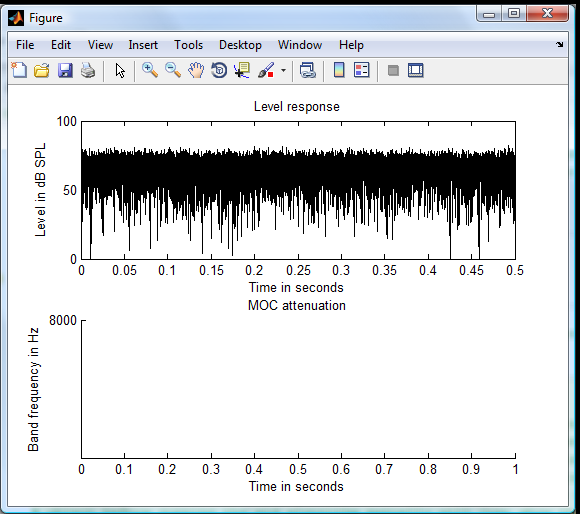 Figure
File Edit View Insert Tools Desktop Window Help
Level response
Level in dB SPL
100
50
0
0 0.05 0.1 0.15 0.2 0.25 0.3 0.35 0.4 0.45 0.5
Time in seconds
MOC attenuation
Band frequency in Hz
8000
0 0.1 0.2 0.3 0.4 0.5 0.6 0.7 0.8 0.9 1
Time in seconds